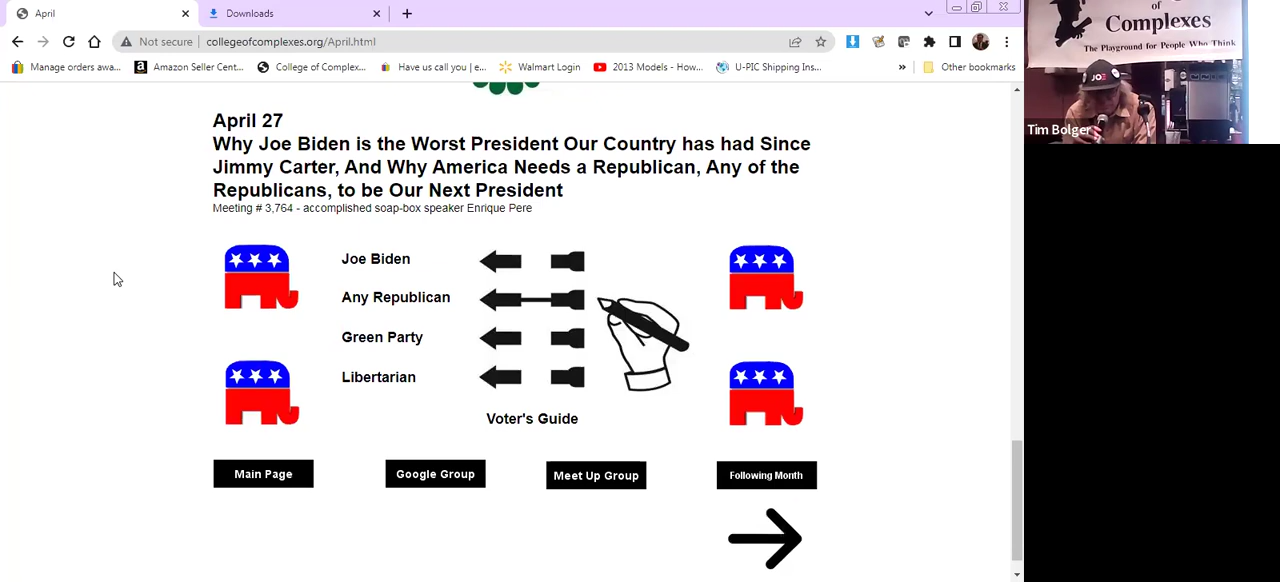 April
Downloads
Not secure
collegeofcomplexes.org/April.html
Manage orders awa...
Amazon Seller Cent...
College of Complex...
Have us call you | e...
Walmart Login
2013 Models - How...
U-PIC Shipping Ins...
»
Other bookmarks
April 27
Why Joe Biden is the Worst President Our Country has had Since
Jimmy Carter, And Why America Needs a Republican, Any of the
Republicans, to be Our Next President
Meeting # 3,764 - accomplished soap-box speaker Enrique Pere
Joe Biden
Any Republican
Green Party
Libertarian
Voter's Guide
Main Page
Google Group
Meet Up Group
Following Month
of
Complexes
The Playground for People Who Think
JOE
Tim Bolger